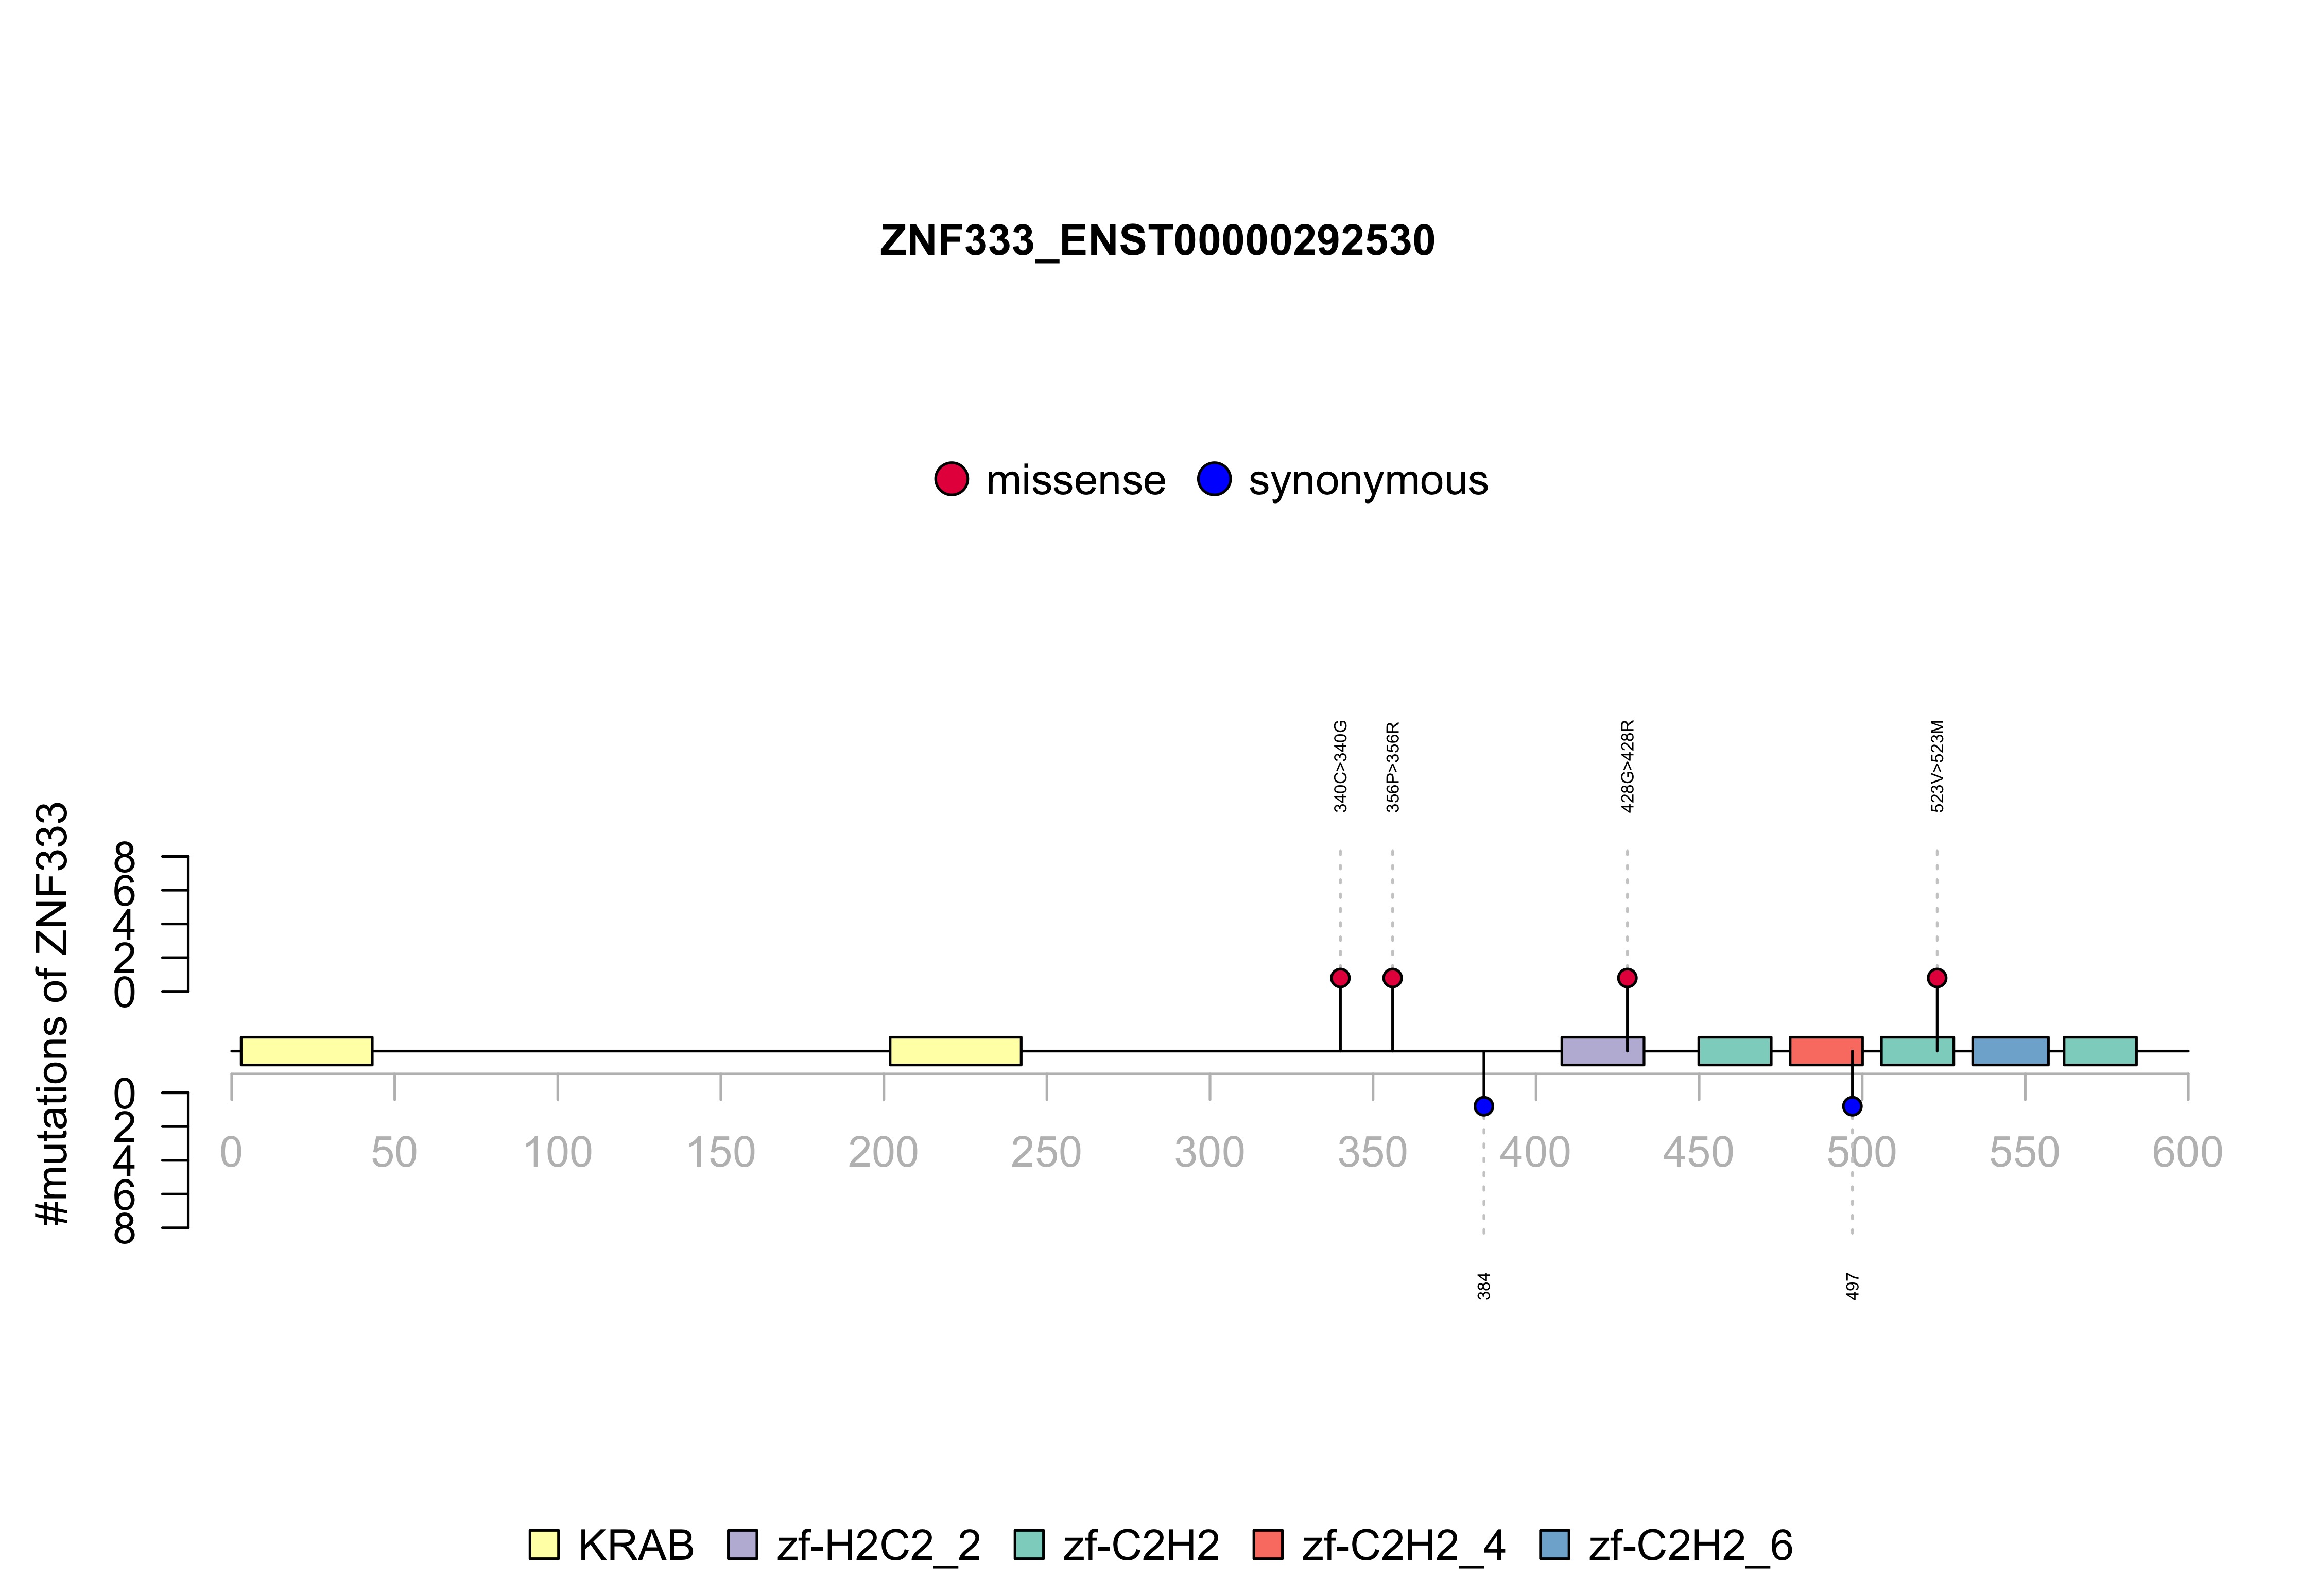 ZNF333_ENST00000292530
missense synonymous
340C>340G 356P>356R 428G>428R 523V>523M
#mutations of ZNF333
8
6
4
2
0
0
2
4
6
8
0 50 100 150 200 250 300 350 400 450 500 550 600
384 497
KRAB zf-H2C2_2 zf-C2H2 zf-C2H2_4 zf-C2H2_6